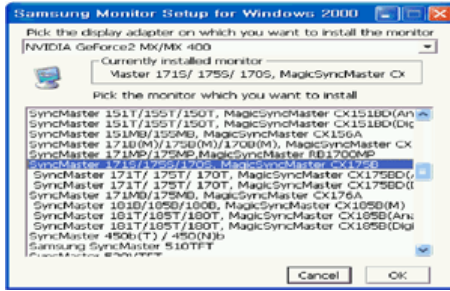 Samsung Monitor Setup for Windows 2000
Pick the display adapter on which you want to install the monitor
NVIDIA GeForce2 MX/MX 400
Currently installed monitor
Master 171S/ 175S/ 170S, MagicSyncMaster CX
Pick the monitor which you want to install
SyncMaster 151T/155T/150T, MagicSyncMaster CX151BD(An
SyncMaster 151T/155T/150T, MagicSyncMaster CX151BD(Dig
SyncMaster 151MB/155MB, MagicSyncMaster CX156A
SyncMaster 171B(M)/175B(M)/170B(M), MagicSyncMaster CX
SyncMaster 171MP/175MP,MagicSyncMaster RB1700MP
SyncMaster 171S/175S/170S, MagicSyncMaster CX175B
SyncMaster 171T/ 175T/ 170T, MagicSyncMaster CX175BD(
SyncMaster 171T/ 175T/ 170T, MagicSyncMaster CX175BD(
SyncMaster 171MB/175MB, MagicSyncMaster CX176A
SyncMaster 181B/185B/180B, MagicSyncMaster CX185B(M)
SyncMaster 181T/185T/180T, MagicSyncMaster CX185B(Ana
SyncMaster 181T/185T/180T, MagicSyncMaster CX185B(Digi
SyncMaster 450b(T) / 450(N)b
Samsung SyncMaster 510TFT
SyncMaster 520VTFT
Cancel
OK